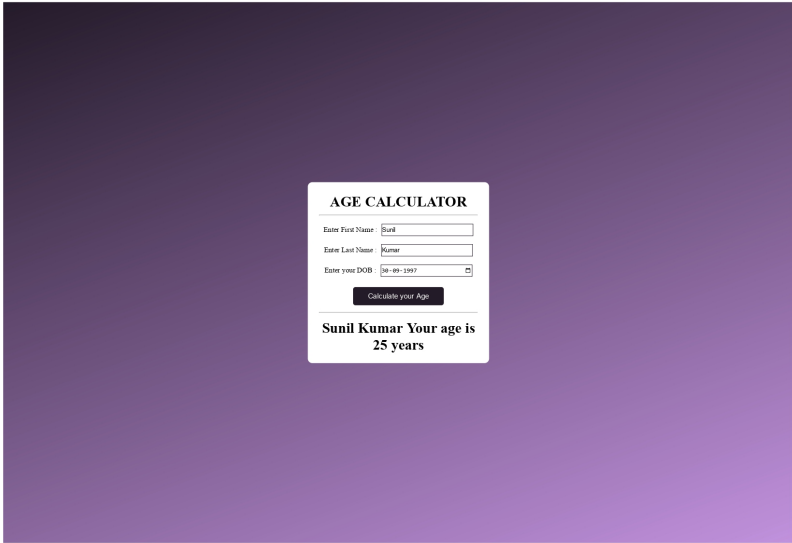 AGE CALCULATOR
Enter First Name : Sunil
Enter Last Name : Kumar
Enter your DOB : 30-09-1997
Calculate your Age
Sunil Kumar Your age is
25 years